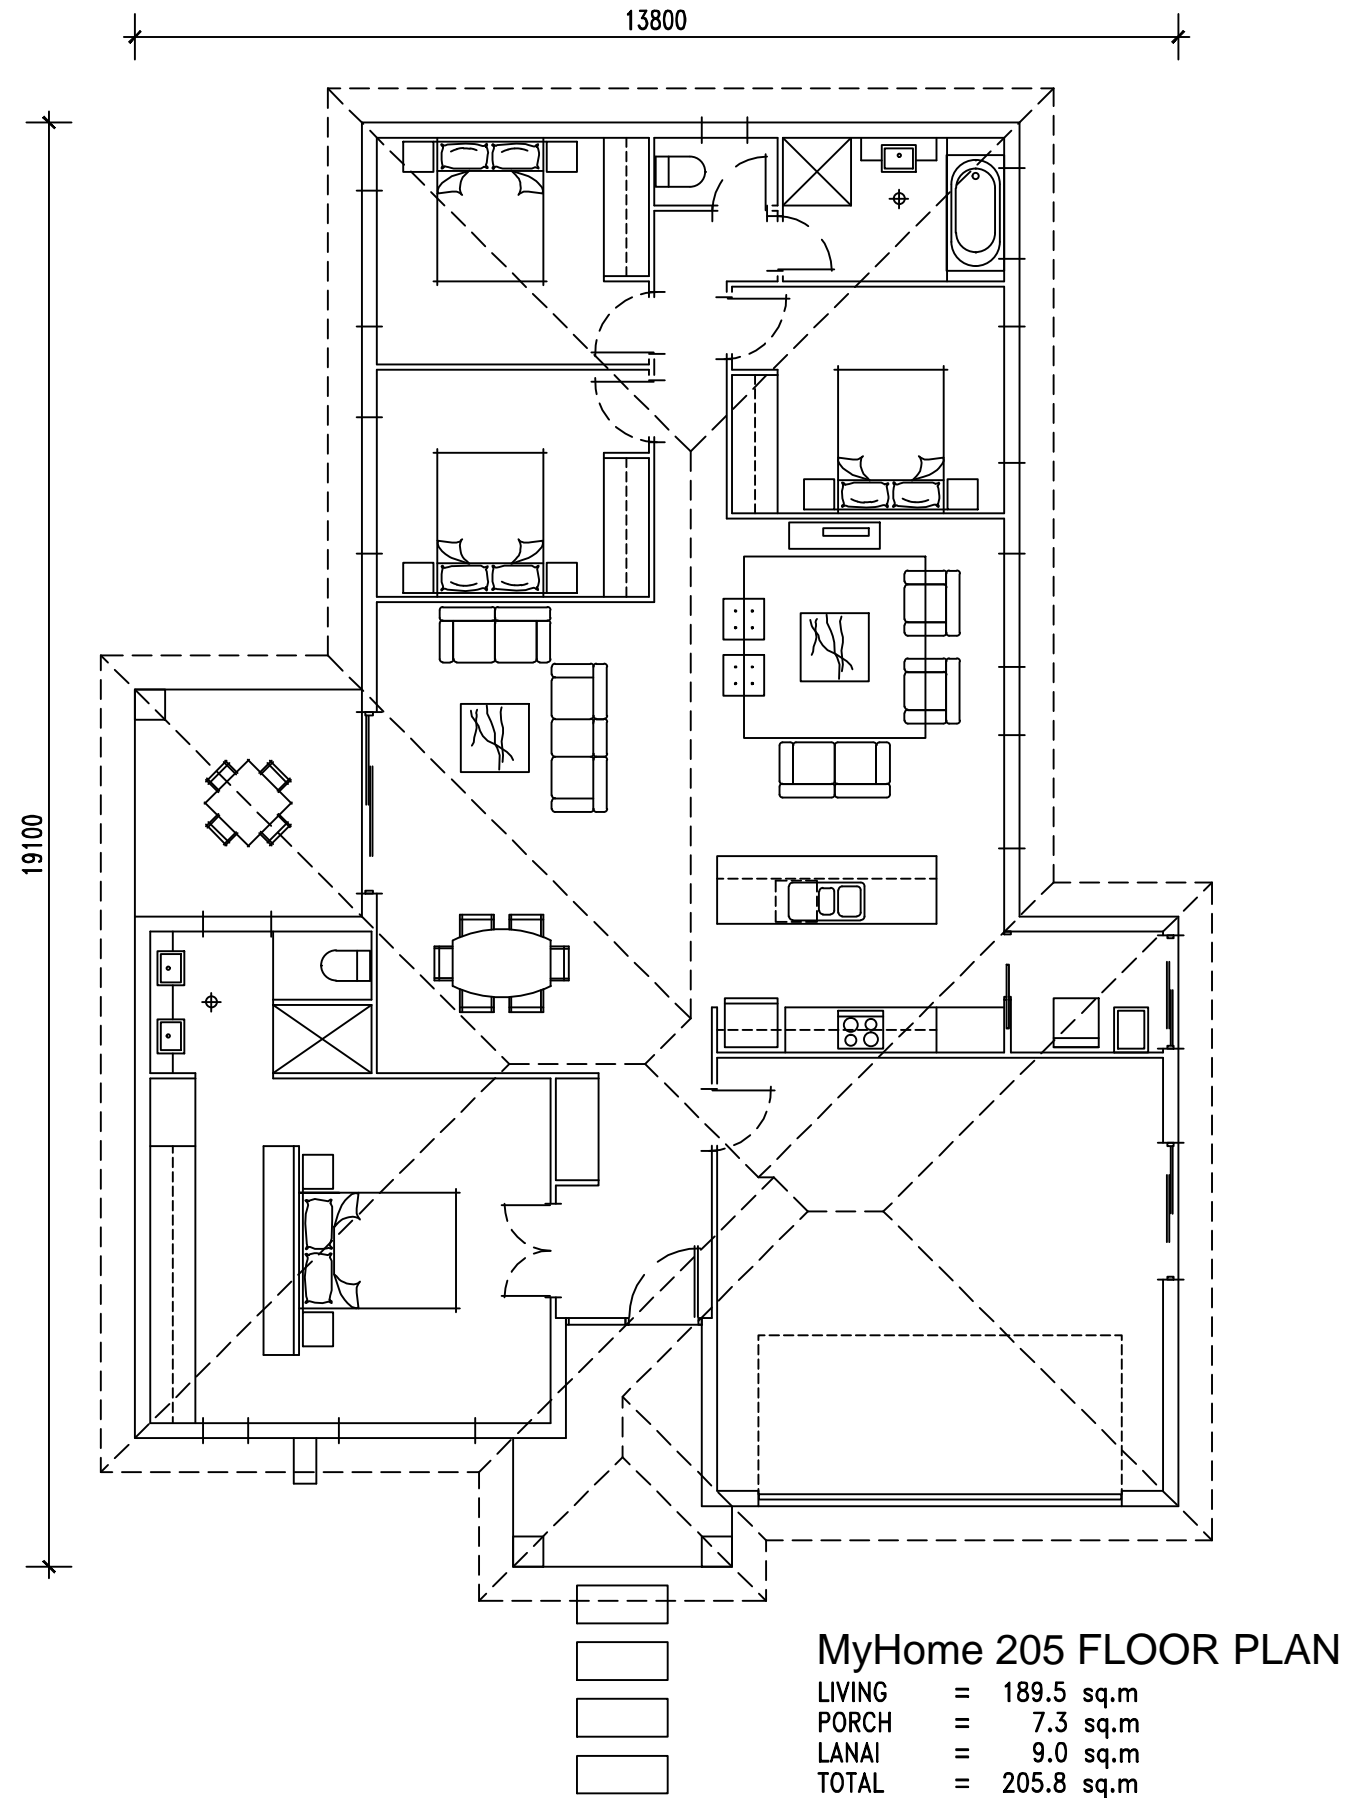 13800
19100
MyHome 205 FLOOR PLAN
LIVING = 189.5 sq.m
PORCH = 7.3 sq.m
LANAI = 9.0 sq.m
TOTAL = 205.8 sq.m